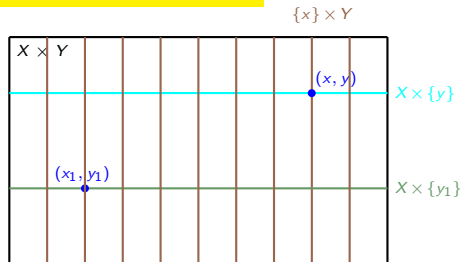 {x} × Y
X × Y
(x, y)
X × {y}
(x₁, y₁)
X × {y₁}